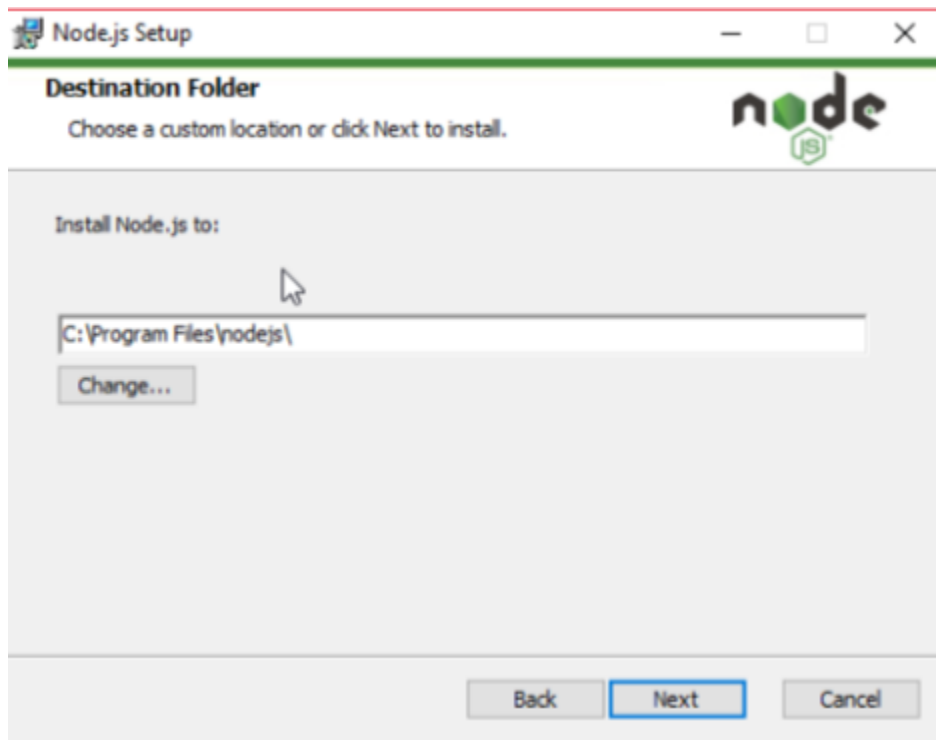 Node.js Setup
Destination Folder
Choose a custom location or click Next to install.
node
JS
Install Node.js to:
C:\Program Files\nodejs\
Change...
Back Next Cancel